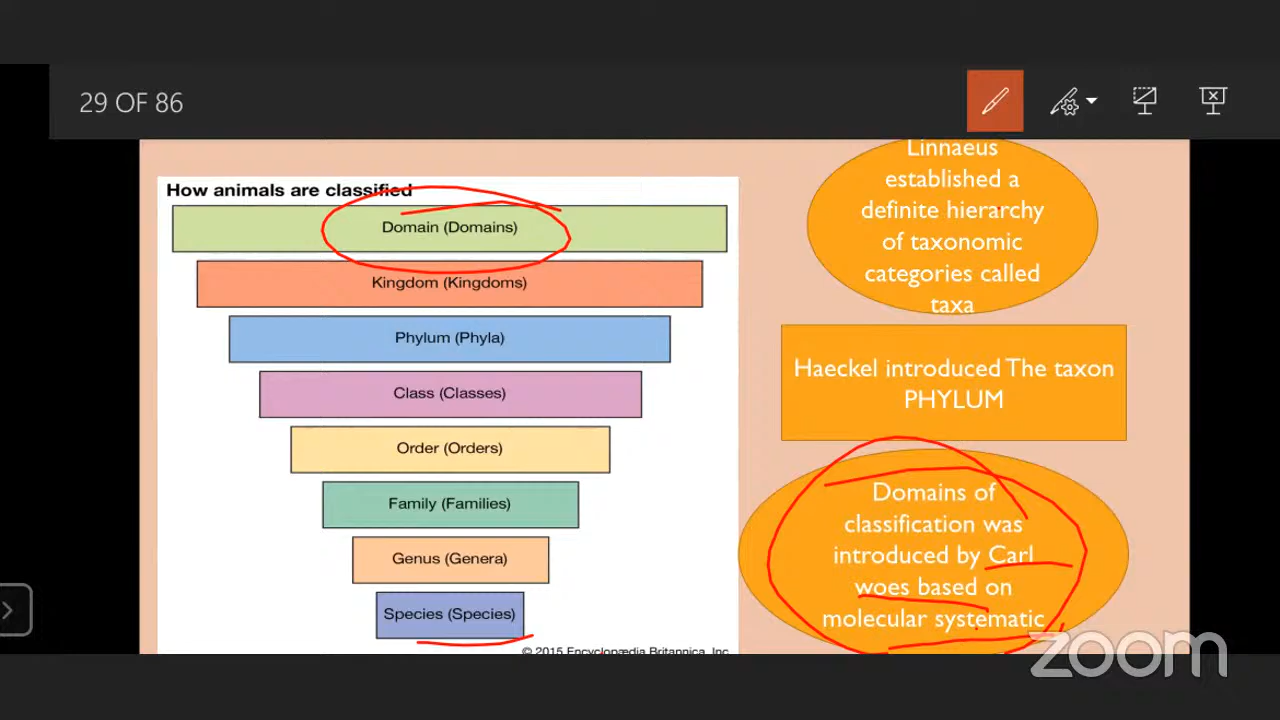 29 OF 86
How animals are classified
Domain (Domains)
Kingdom (Kingdoms)
Phylum (Phyla)
Class (Classes)
Order (Orders)
Family (Families)
Genus (Genera)
Species (Species)
© 2015 Encyclopædia Britannica, Inc
Linnaeus
established a
definite hierarchy
of taxonomic
categories called
taxa
Haeckel introduced The taxon
PHYLUM
Domains of
classification was
introduced by Carl
woes based on
molecular systematic
zoom